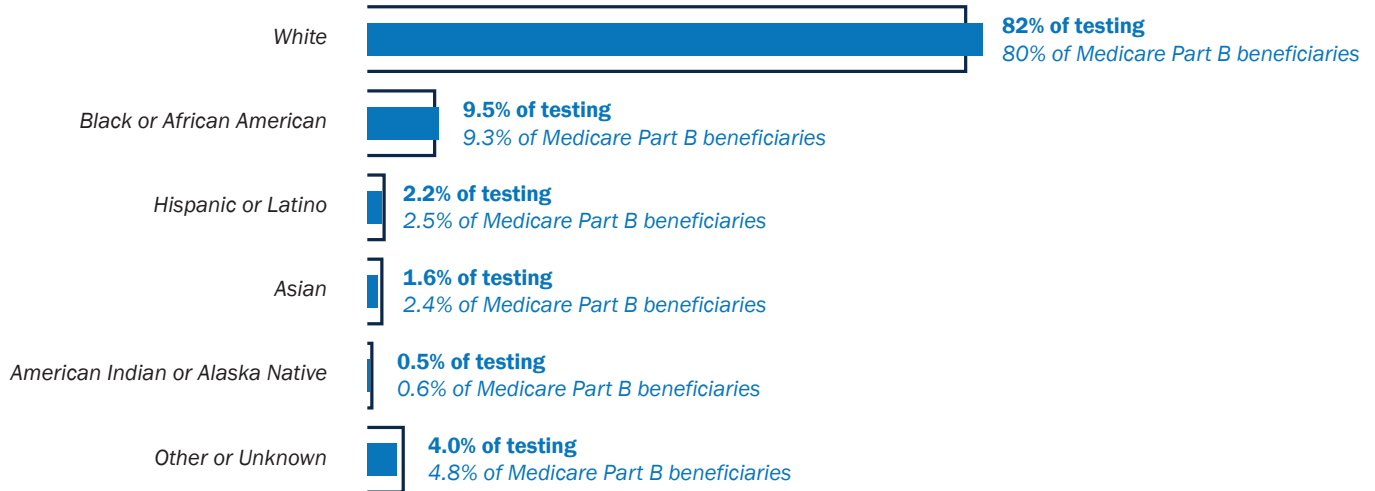 White
82% of testing
80% of Medicare Part B beneficiaries
Black or African American
9.5% of testing
9.3% of Medicare Part B beneficiaries
Hispanic or Latino
2.2% of testing
2.5% of Medicare Part B beneficiaries
Asian
1.6% of testing
2.4% of Medicare Part B beneficiaries
American Indian or Alaska Native
0.5% of testing
0.6% of Medicare Part B beneficiaries
Other or Unknown
4.0% of testing
4.8% of Medicare Part B beneficiaries